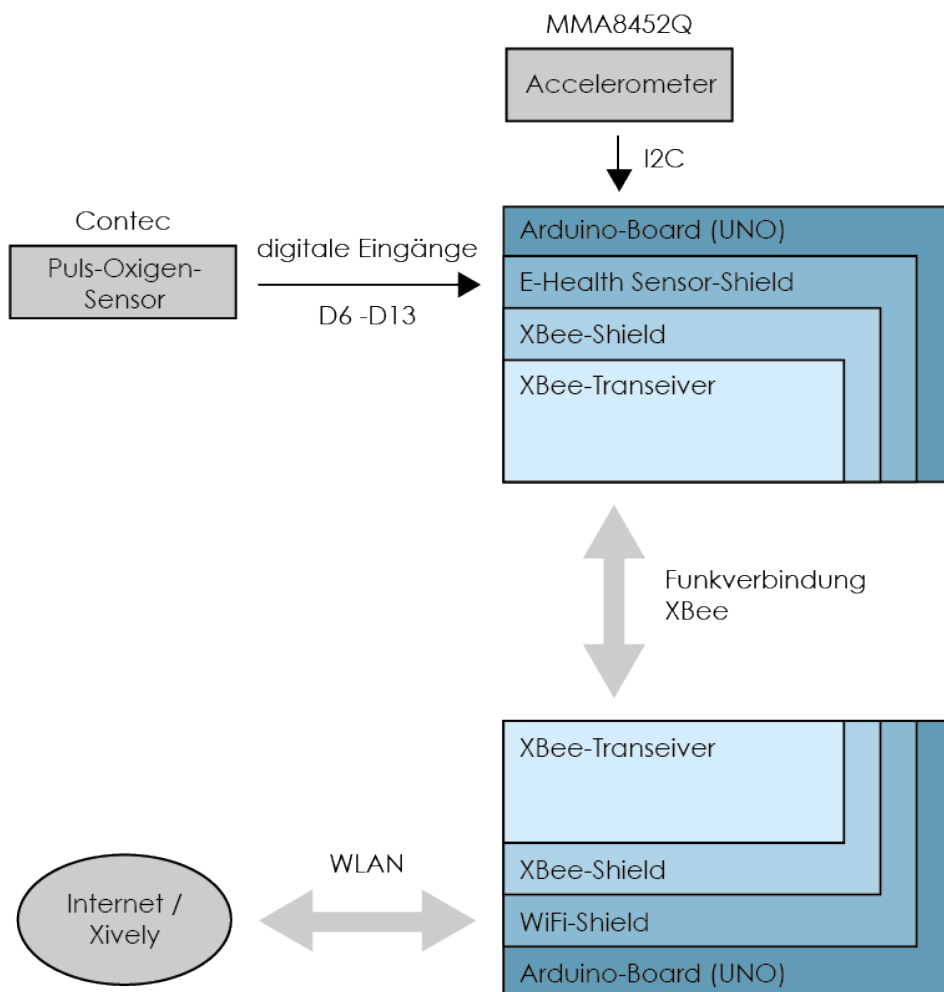 MMA8452Q
Accelerometer
I2C
Contec
Puls-Oxigen-
Sensor
digitale Eingänge
D6 -D13
Arduino-Board (UNO)
E-Health Sensor-Shield
XBee-Shield
XBee-Transeiver
Funkverbindung
XBee
XBee-Transeiver
XBee-Shield
WiFi-Shield
Arduino-Board (UNO)
WLAN
Internet /
Xively